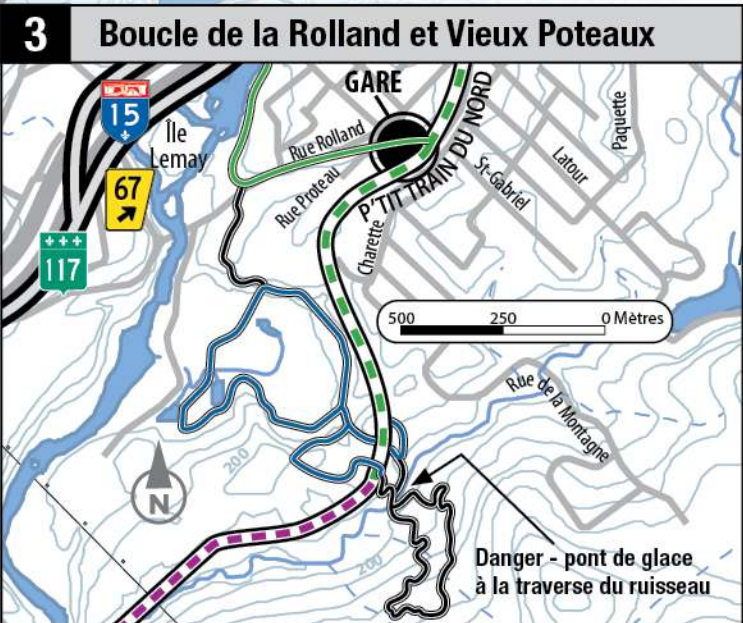 3 Boucle de la Rolland et Vieux Poteaux
GARE
15
Île
Lemay
Rue Rolland
P'TIT TRAIN DU NORD
Paquette
Latour
St-Gabriel
67
Rue Proteau
Charette
117
500 250 0 Mètres
Rue de la Montagne
200
N
Danger - pont de glace
à la traverse du ruisseau
200